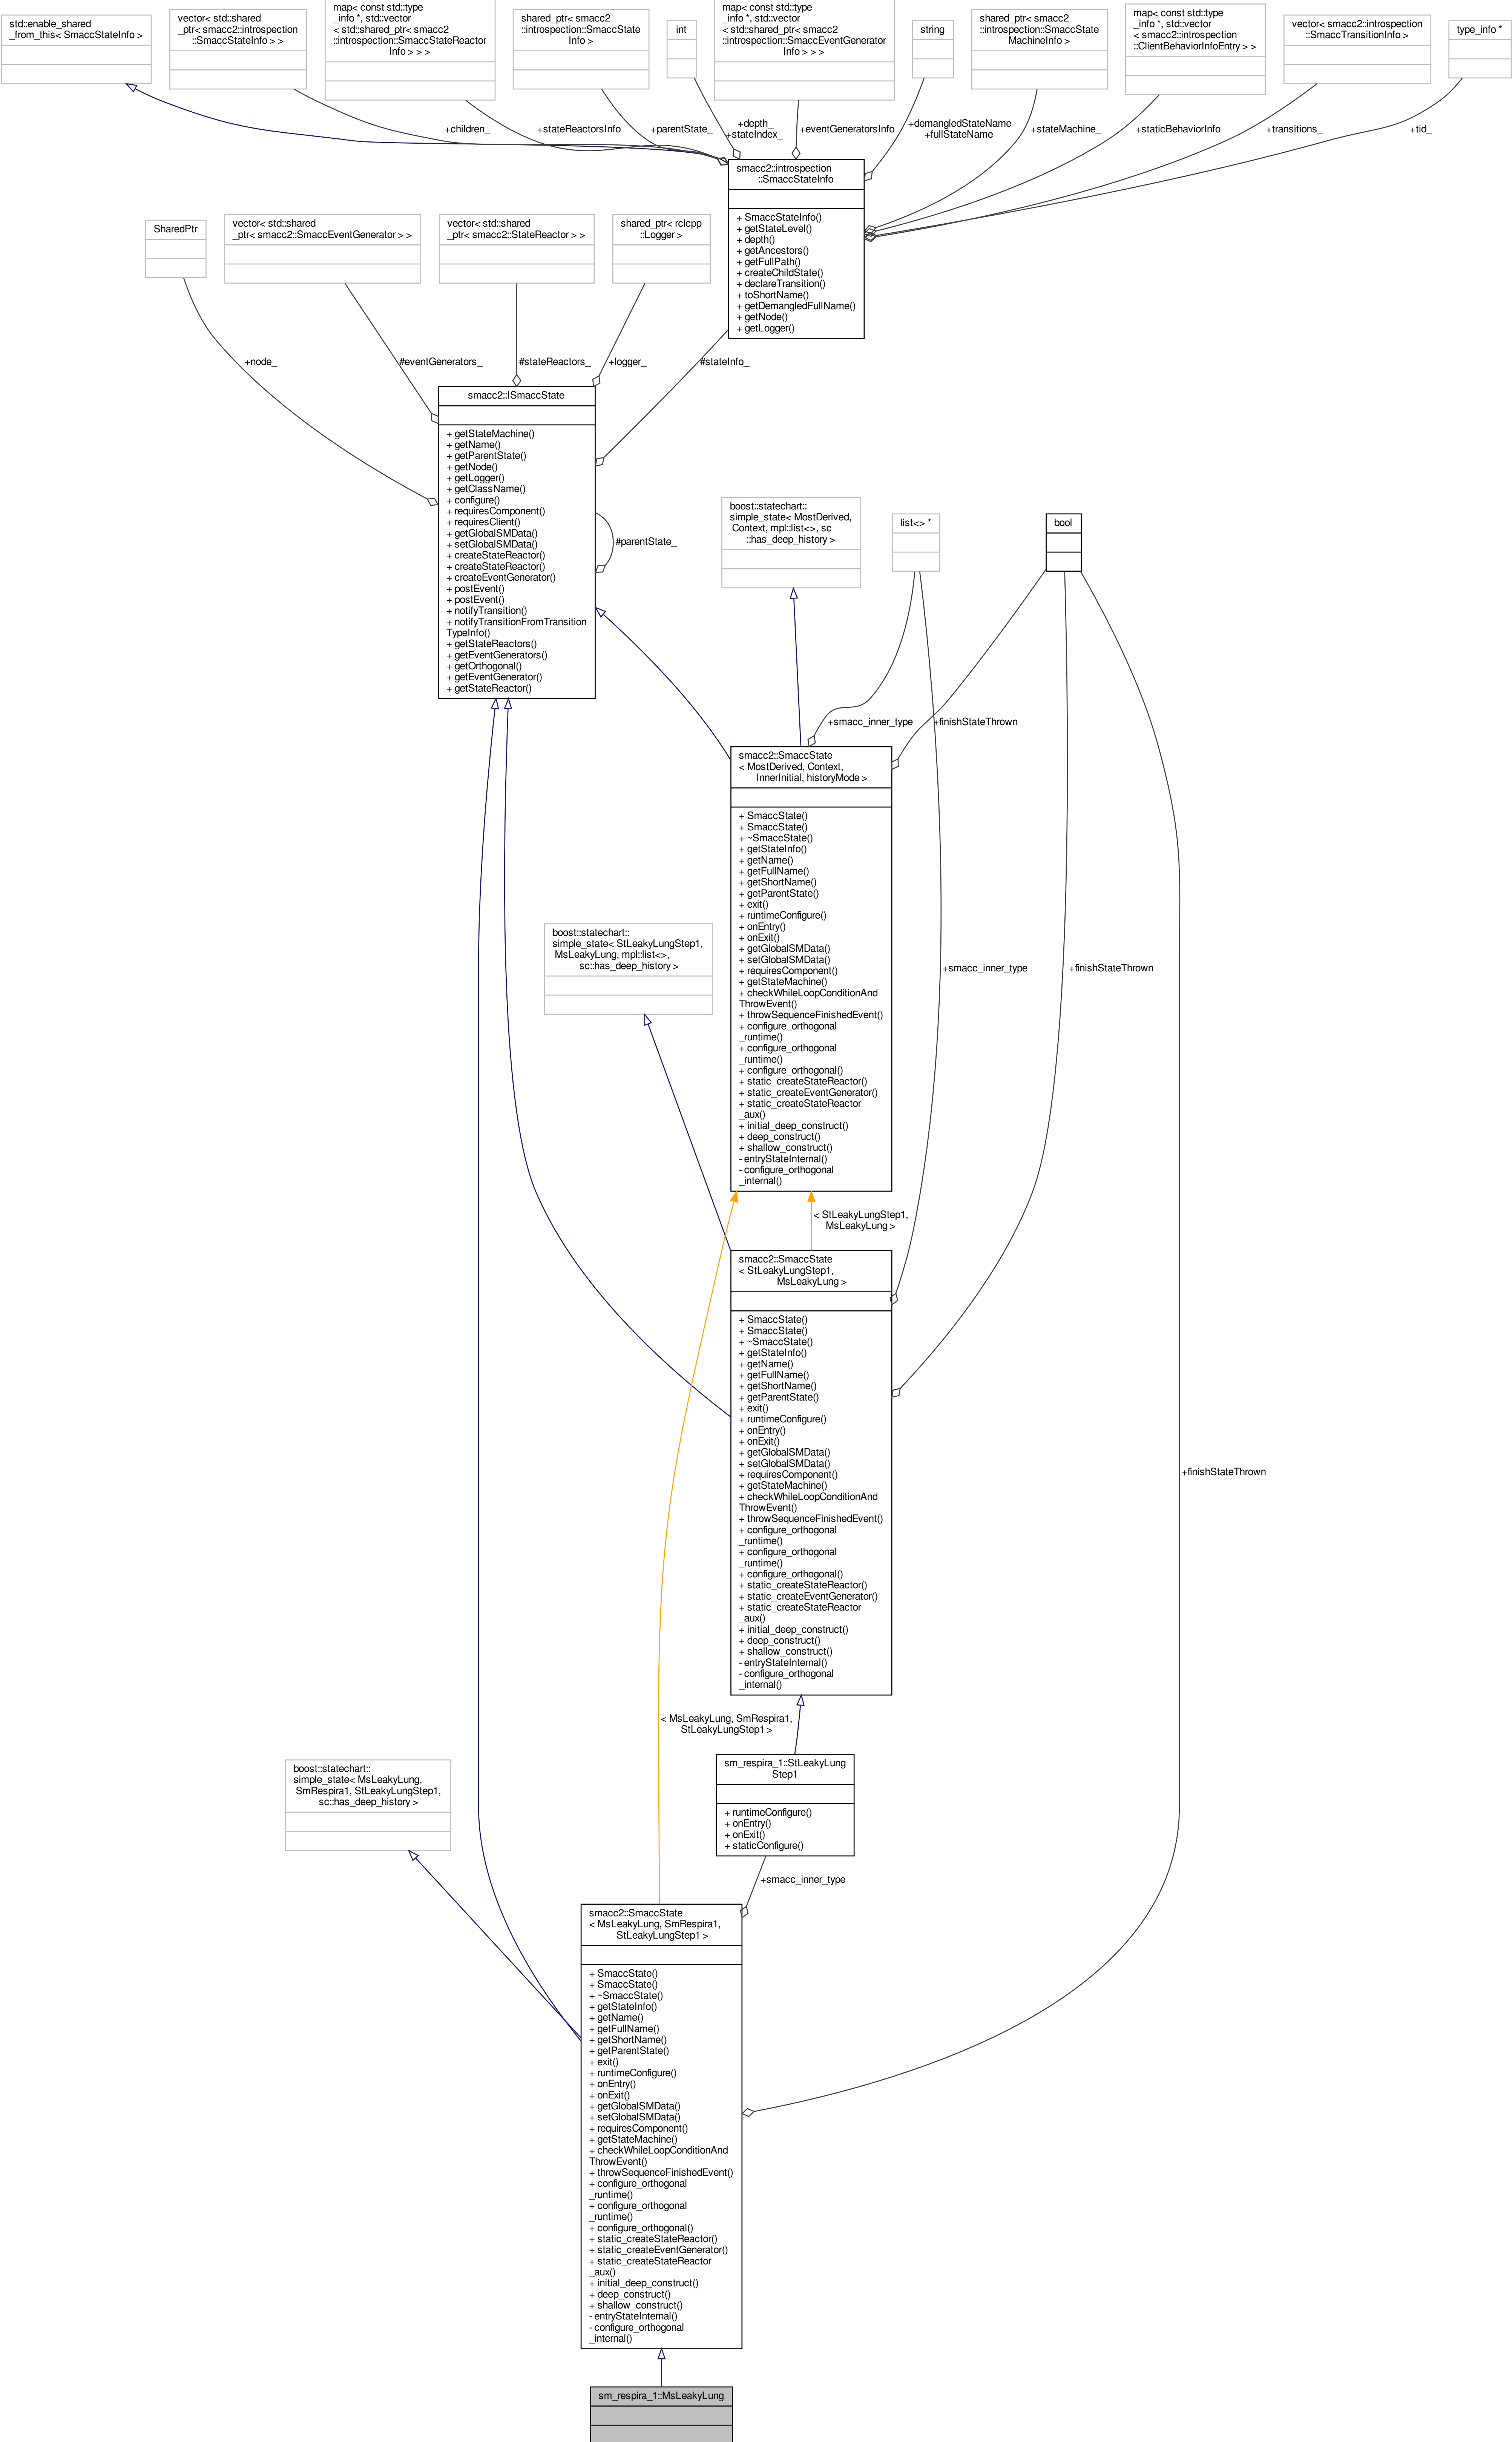 std::enable_shared
_from_this< SmaccStateInfo >
vector< std::shared
_ptr< smacc2::introspection
::SmaccStateInfo > >
map< const std::type
_info *, std::vector
< std::shared_ptr< smacc2
::introspection::SmaccStateReactor
Info > > >
shared_ptr< smacc2
::introspection::SmaccState
Info >
int
map< const std::type
_info *, std::vector
< std::shared_ptr< smacc2
::introspection::SmaccEventGenerator
Info > > >
string
shared_ptr< smacc2
::introspection::SmaccState
MachineInfo >
map< const std::type
_info *, std::vector
< smacc2::introspection
::ClientBehaviorInfoEntry > >
vector< smacc2::introspection
::SmaccTransitionInfo >
type_info *
+children_
+stateReactorsInfo
+parentState_
+depth_
+stateIndex_
+eventGeneratorsInfo
+demangledStateName
+fullStateName
+stateMachine_
+staticBehaviorInfo
+transitions_
+tid_
smacc2::introspection
::SmaccStateInfo
+ SmaccStateInfo()
+ getStateLevel()
+ depth()
+ getAncestors()
+ getFullPath()
+ createChildState()
+ declareTransition()
+ toShortName()
+ getDemangledFullName()
+ getNode()
+ getLogger()
SharedPtr
vector< std::shared
_ptr< smacc2::SmaccEventGenerator > >
vector< std::shared
_ptr< smacc2::StateReactor > >
shared_ptr< rclcpp
::Logger >
+node_
#eventGenerators_
#stateReactors_
+logger_
#stateInfo_
smacc2::ISmaccState
+ getStateMachine()
+ getName()
+ getParentState()
+ getNode()
+ getLogger()
+ getClassName()
+ configure()
+ requiresComponent()
+ requiresClient()
+ getGlobalSMData()
+ setGlobalSMData()
+ createStateReactor()
+ createStateReactor()
+ createEventGenerator()
+ postEvent()
+ postEvent()
+ notifyTransition()
+ notifyTransitionFromTransition
TypeInfo()
+ getStateReactors()
+ getEventGenerators()
+ getOrthogonal()
+ getEventGenerator()
+ getStateReactor()
#parentState_
boost::statechart::
simple_state< MostDerived,
Context, mpl::list<>, sc
::has_deep_history >
list<> *
bool
+smacc_inner_type
+finishStateThrown
smacc2::SmaccState
< MostDerived, Context,
InnerInitial, historyMode >
+ SmaccState()
+ SmaccState()
+ ~SmaccState()
+ getStateInfo()
+ getName()
+ getFullName()
+ getShortName()
+ getParentState()
+ exit()
+ runtimeConfigure()
+ onEntry()
+ onExit()
+ getGlobalSMData()
+ setGlobalSMData()
+ requiresComponent()
+ getStateMachine()
+ checkWhileLoopConditionAnd
ThrowEvent()
+ throwSequenceFinishedEvent()
+ configure_orthogonal
_runtime()
+ configure_orthogonal
_runtime()
+ configure_orthogonal()
+ static_createStateReactor()
+ static_createEventGenerator()
+ static_createStateReactor
_aux()
+ initial_deep_construct()
+ deep_construct()
+ shallow_construct()
- entryStateInternal()
- configure_orthogonal
_internal()
boost::statechart::
simple_state< StLeakyLungStep1,
MsLeakyLung, mpl::list<>,
sc::has_deep_history >
+smacc_inner_type
+finishStateThrown
< StLeakyLungStep1,
MsLeakyLung >
smacc2::SmaccState
< StLeakyLungStep1,
MsLeakyLung >
+ SmaccState()
+ SmaccState()
+ ~SmaccState()
+ getStateInfo()
+ getName()
+ getFullName()
+ getShortName()
+ getParentState()
+ exit()
+ runtimeConfigure()
+ onEntry()
+ onExit()
+ getGlobalSMData()
+ setGlobalSMData()
+ requiresComponent()
+ getStateMachine()
+ checkWhileLoopConditionAnd
ThrowEvent()
+ throwSequenceFinishedEvent()
+ configure_orthogonal
_runtime()
+ configure_orthogonal
_runtime()
+ configure_orthogonal()
+ static_createStateReactor()
+ static_createEventGenerator()
+ static_createStateReactor
_aux()
+ initial_deep_construct()
+ deep_construct()
+ shallow_construct()
- entryStateInternal()
- configure_orthogonal
_internal()
+finishStateThrown
< MsLeakyLung, SmRespira1,
StLeakyLungStep1 >
sm_respira_1::StLeakyLung
Step1
+ runtimeConfigure()
+ onEntry()
+ onExit()
+ staticConfigure()
boost::statechart::
simple_state< MsLeakyLung,
SmRespira1, StLeakyLungStep1,
sc::has_deep_history >
+smacc_inner_type
smacc2::SmaccState
< MsLeakyLung, SmRespira1,
StLeakyLungStep1 >
+ SmaccState()
+ SmaccState()
+ ~SmaccState()
+ getStateInfo()
+ getName()
+ getFullName()
+ getShortName()
+ getParentState()
+ exit()
+ runtimeConfigure()
+ onEntry()
+ onExit()
+ getGlobalSMData()
+ setGlobalSMData()
+ requiresComponent()
+ getStateMachine()
+ checkWhileLoopConditionAnd
ThrowEvent()
+ throwSequenceFinishedEvent()
+ configure_orthogonal
_runtime()
+ configure_orthogonal
_runtime()
+ configure_orthogonal()
+ static_createStateReactor()
+ static_createEventGenerator()
+ static_createStateReactor
_aux()
+ initial_deep_construct()
+ deep_construct()
+ shallow_construct()
- entryStateInternal()
- configure_orthogonal
_internal()
sm_respira_1::MsLeakyLung